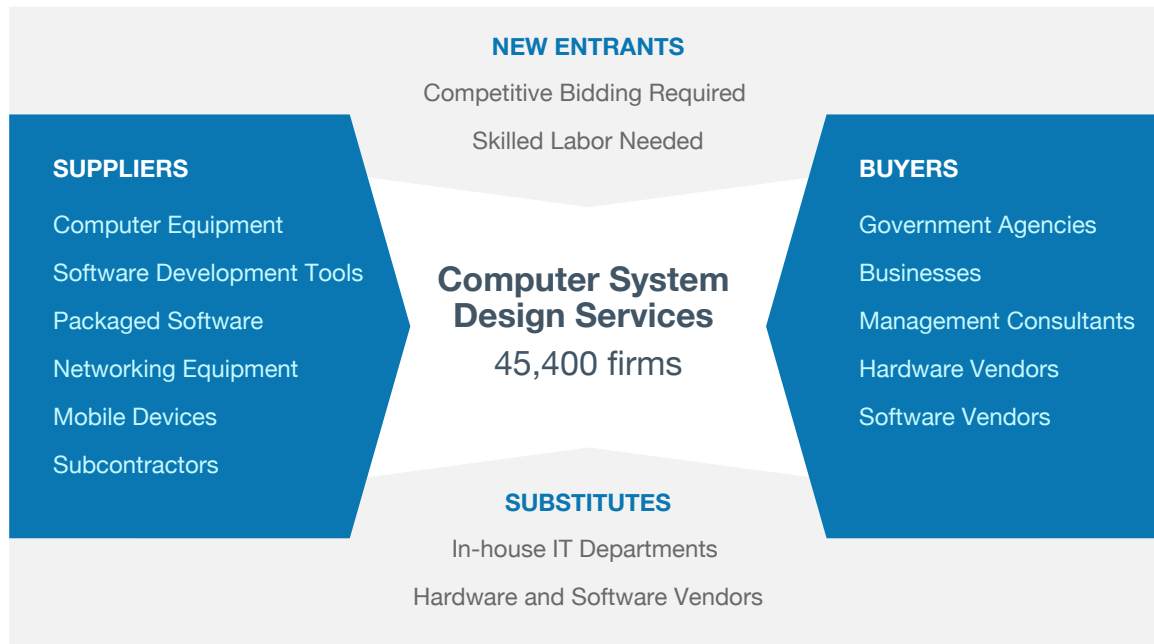 NEW ENTRANTS
Competitive Bidding Required
Skilled Labor Needed
SUPPLIERS
Computer Equipment
Software Development Tools
Packaged Software
Networking Equipment
Mobile Devices
Subcontractors
Computer System
Design Services
45,400 firms
BUYERS
Government Agencies
Businesses
Management Consultants
Hardware Vendors
Software Vendors
SUBSTITUTES
In-house IT Departments
Hardware and Software Vendors